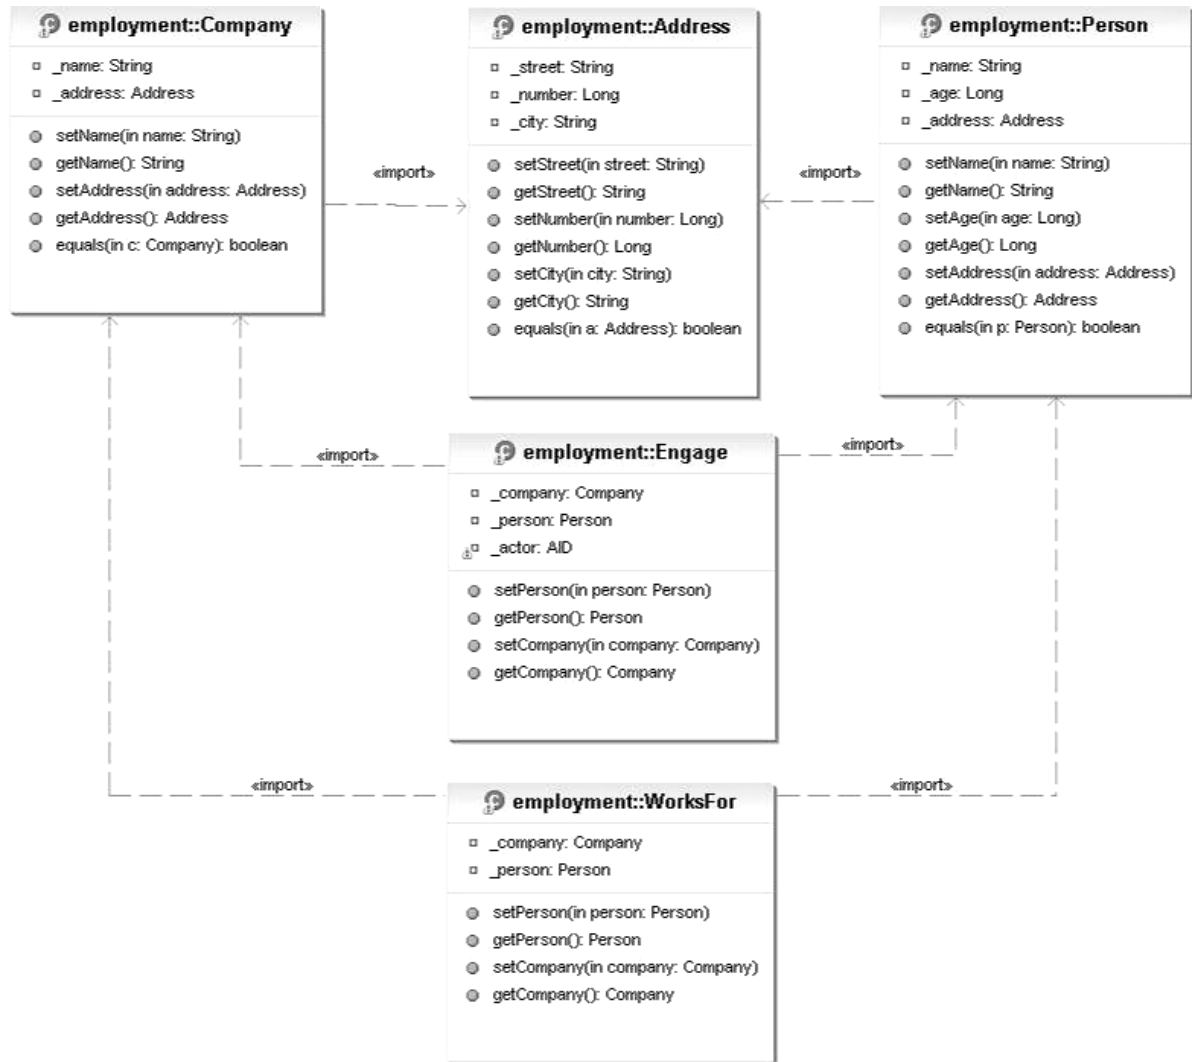 employment::Company
_name: String
_address: Address
setName(in name: String)
getName(): String
setAddress(in address: Address)
getAddress(): Address
equals(in c: Company): boolean
«import»
employment::Address
_street: String
_number: Long
_city: String
setStreet(in street: String)
getStreet(): String
setNumber(in number: Long)
getNumber(): Long
setCity(in city: String)
getCity(): String
equals(in a: Address): boolean
«import»
employment::Person
_name: String
_age: Long
_address: Address
setName(in name: String)
getName(): String
setAge(in age: Long)
getAge(): Long
setAddress(in address: Address)
getAddress(): Address
equals(in p: Person): boolean
«import»
employment::Engage
_company: Company
_person: Person
_actor: AID
setPerson(in person: Person)
getPerson(): Person
setCompany(in company: Company)
getCompany(): Company
«import»
«import»
employment::WorksFor
_company: Company
_person: Person
setPerson(in person: Person)
getPerson(): Person
setCompany(in company: Company)
getCompany(): Company
«import»